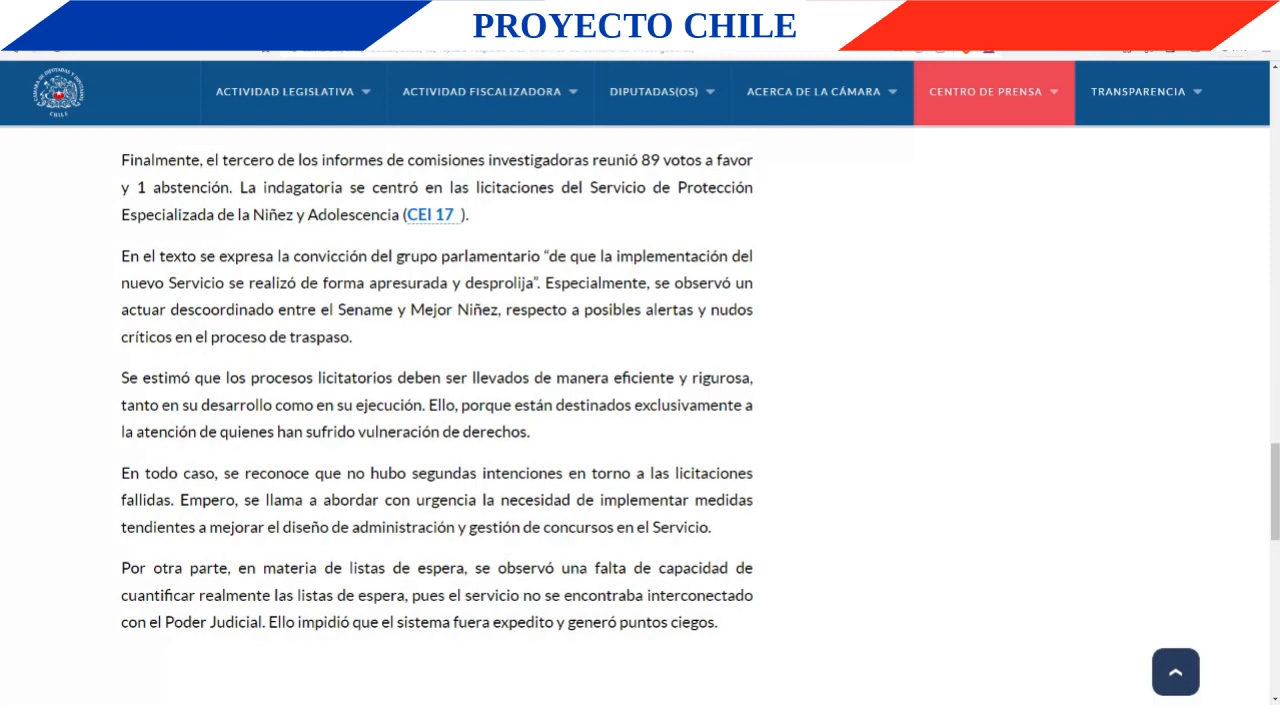 PROYECTO CHILE
ACTIVIDAD LEGISLATIVA
ACTIVIDAD FISCALIZADORA
DIPUTADAS(OS)
ACERCA DE LA CÁMARA
CENTRO DE PRENSA
TRANSPARENCIA
CHILE
Finalmente, el tercero de los informes de comisiones investigadoras reunió 89 votos a favor
y 1 abstención. La indagatoria se centró en las licitaciones del Servicio de Protección
Especializada de la Niñez y Adolescencia (CEI 17 ).
En el texto se expresa la convicción del grupo parlamentario “de que la implementación del
nuevo Servicio se realizó de forma apresurada y desprolija”. Especialmente, se observó un
actuar descoordinado entre el Sename y Mejor Niñez, respecto a posibles alertas y nudos
críticos en el proceso de traspaso.
Se estimó que los procesos licitatorios deben ser llevados de manera eficiente y rigurosa,
tanto en su desarrollo como en su ejecución. Ello, porque están destinados exclusivamente a
la atención de quienes han sufrido vulneración de derechos.
En todo caso, se reconoce que no hubo segundas intenciones en torno a las licitaciones
fallidas. Empero, se llama a abordar con urgencia la necesidad de implementar medidas
tendientes a mejorar el diseño de administración y gestión de concursos en el Servicio.
Por otra parte, en materia de listas de espera, se observó una falta de capacidad de
cuantificar realmente las listas de espera, pues el servicio no se encontraba interconectado
con el Poder Judicial. Ello impidió que el sistema fuera expedito y generó puntos ciegos.